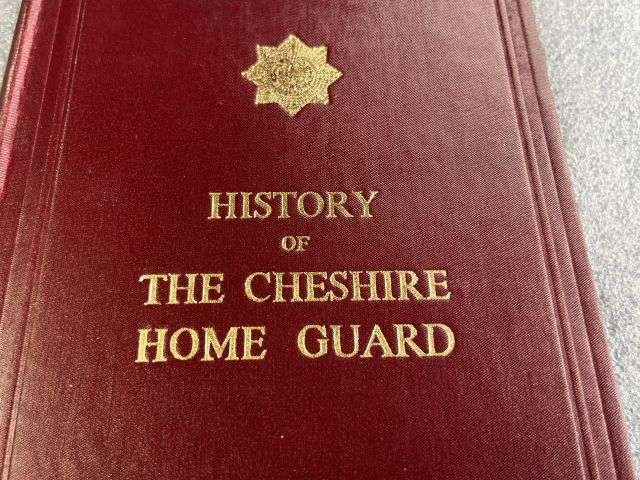 HISTORY
OF
THE CHESHIRE
HOME GUARD